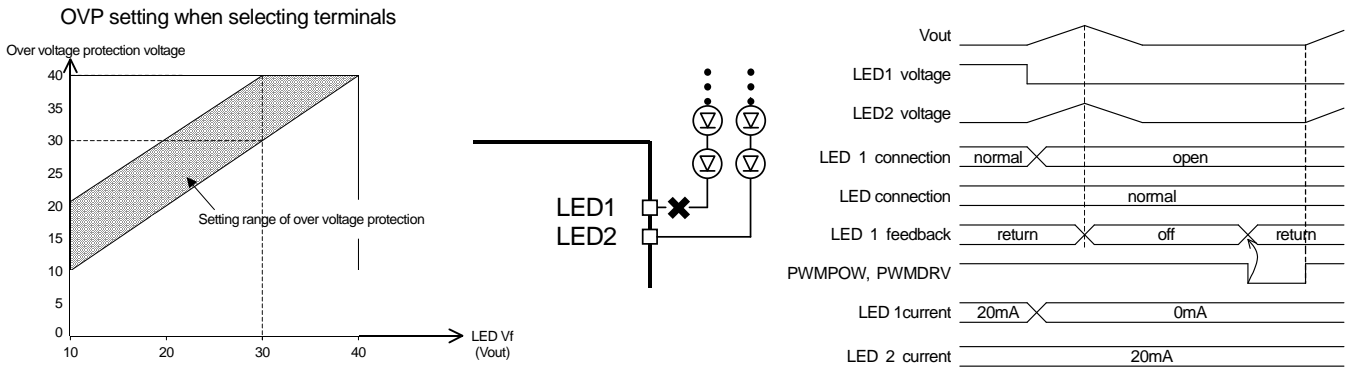 OVP setting when selecting terminals
Over voltage protection voltage
40
35
30
25
20
15
10
5
0
10 20 30 40
LED Vf
(Vout)
Setting range of over voltage protection
LED1
LED2
Vout
LED1 voltage
LED2 voltage
LED 1 connection normal open
LED connection normal
LED 1 feedback return off return
PWMPOW, PWMDRV
LED 1current 20mA 0mA
LED 2 current 20mA